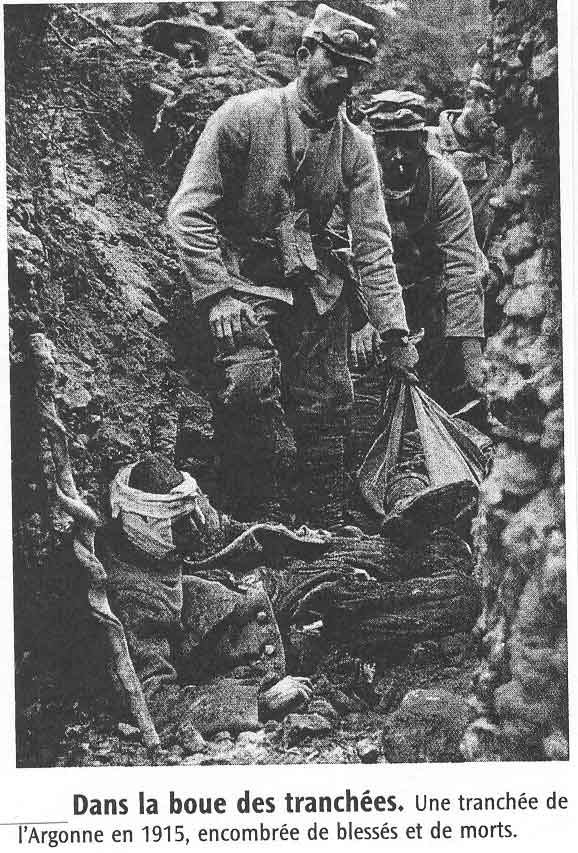 Dans la boue des tranchées. Une tranchée de
l'Argonne en 1915, encombrée de blessés et de morts.